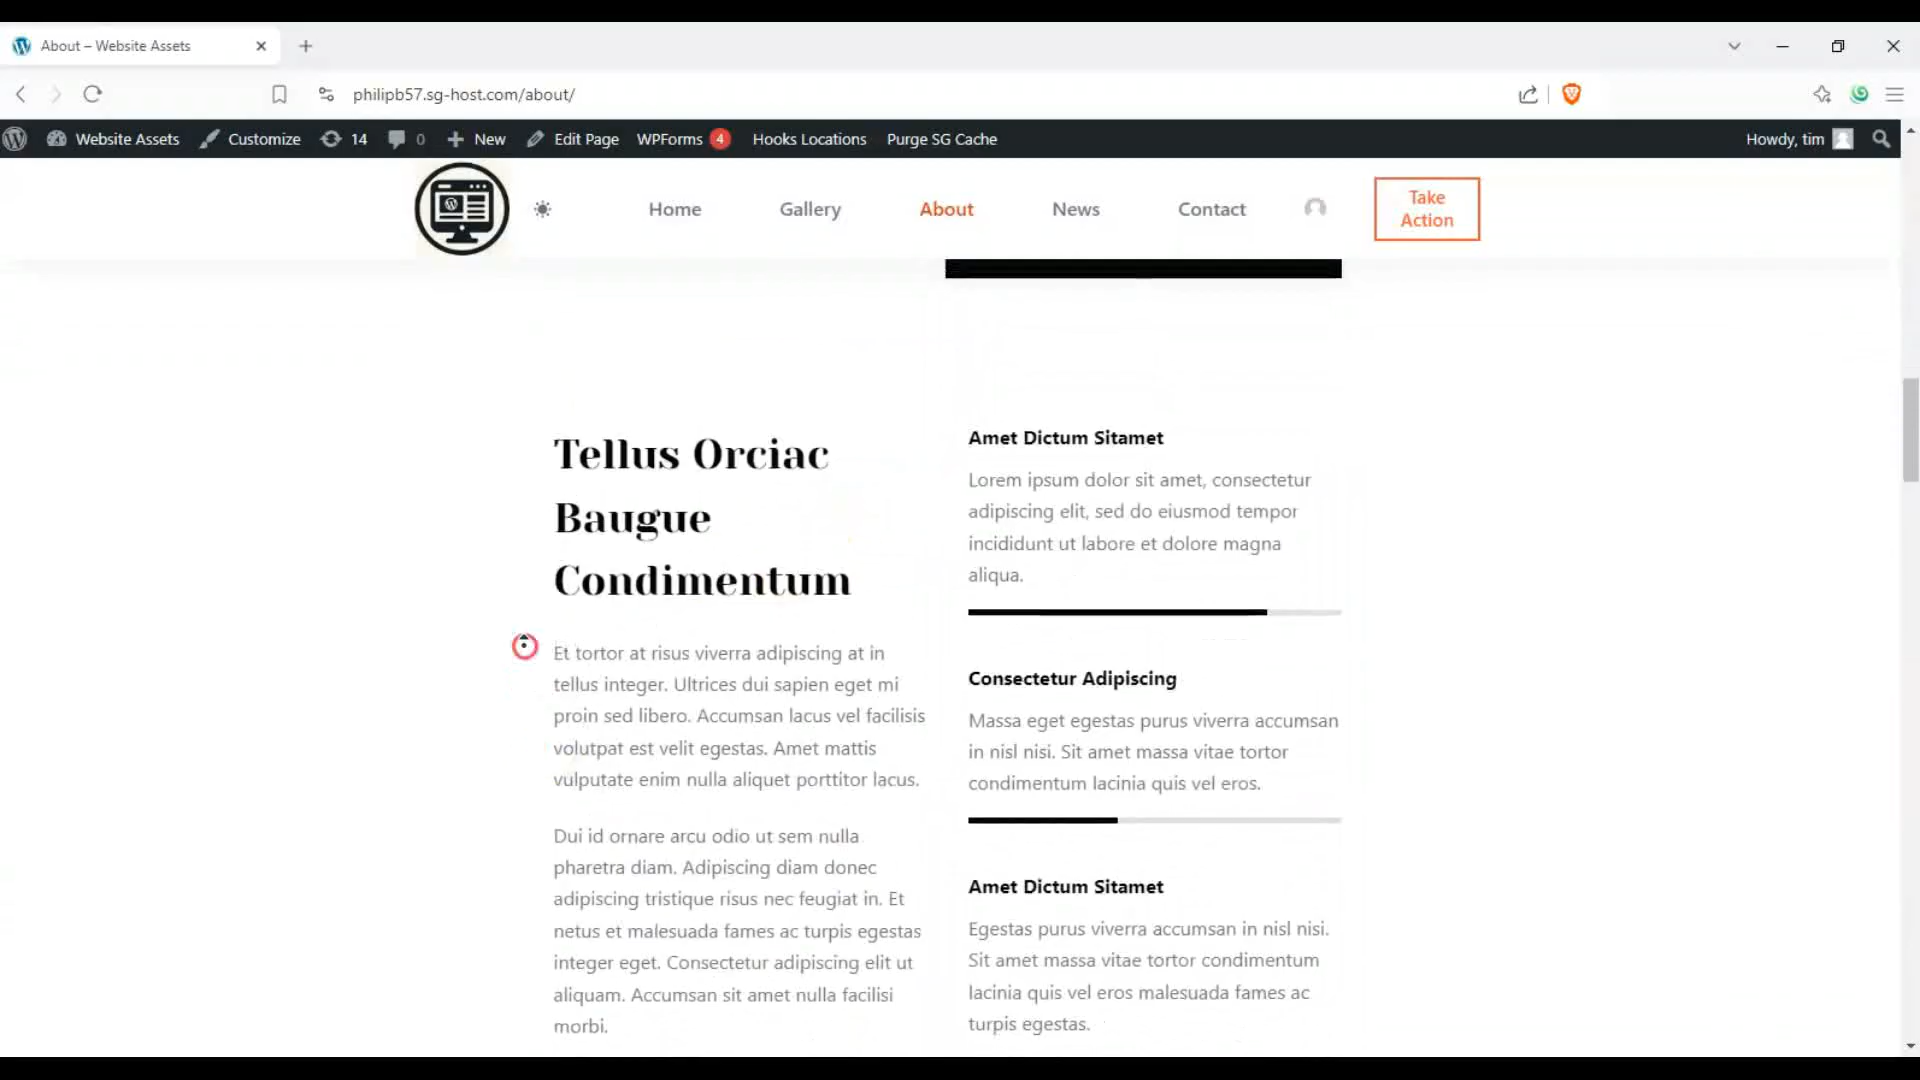 About – Website Assets
philipb57.sg-host.com/about/
Website Assets Customize 14 0 New Edit Page WPForms 4 Hooks Locations Purge SG Cache Howdy, tim
Home Gallery About News Contact
Take
Action
Tellus Orciac
Baugue
Condimentum
Et tortor at risus viverra adipiscing at in
tellus integer. Ultrices dui sapien eget mi
proin sed libero. Accumsan lacus vel facilisis
volutpat est velit egestas. Amet mattis
vulputate enim nulla aliquet porttitor lacus.
Dui id ornare arcu odio ut sem nulla
pharetra diam. Adipiscing diam donec
adipiscing tristique risus nec feugiat in. Et
netus et malesuada fames ac turpis egestas
integer eget. Consectetur adipiscing elit ut
aliquam. Accumsan sit amet nulla facilisi
morbi.
Amet Dictum Sitamet
Lorem ipsum dolor sit amet, consectetur
adipiscing elit, sed do eiusmod tempor
incididunt ut labore et dolore magna
aliqua.
Consectetur Adipiscing
Massa eget egestas purus viverra accumsan
in nisl nisi. Sit amet massa vitae tortor
condimentum lacinia quis vel eros.
Amet Dictum Sitamet
Egestas purus viverra accumsan in nisl nisi.
Sit amet massa vitae tortor condimentum
lacinia quis vel eros malesuada fames ac
turpis egestas.